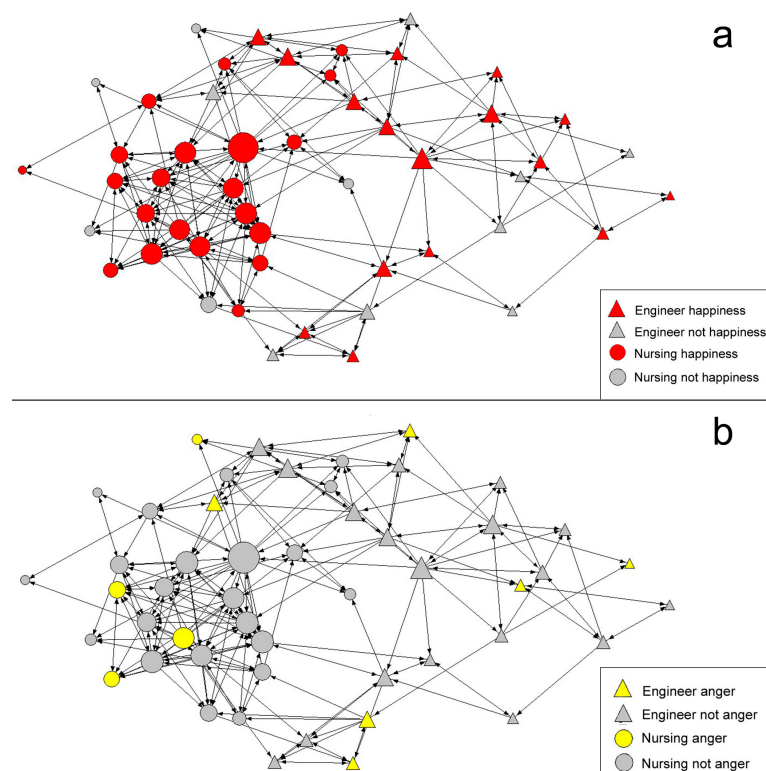 a
Engineer happiness
Engineer not happiness
Nursing happiness
Nursing not happiness
b
Engineer anger
Engineer not anger
Nursing anger
Nursing not anger